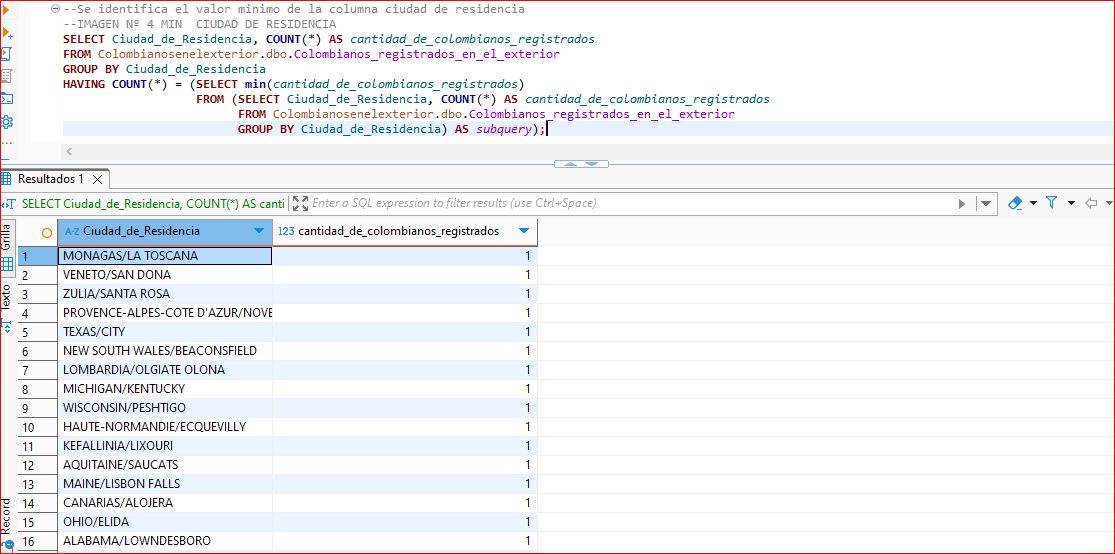 --Se identifica el valor minimo de la columna ciudad de residencia
--IMAGEN Nº 4 MIN  CIUDAD DE RESIDENCIA
SELECT Ciudad_de_Residencia, COUNT(*) AS cantidad_de_colombianos_registrados
FROM Colombianosenelexterior.dbo.Colombianos_registrados_en_el_exterior
GROUP BY Ciudad_de_Residencia
HAVING COUNT(*) = (SELECT min(cantidad_de_colombianos_registrados)
FROM (SELECT Ciudad_de_Residencia, COUNT(*) AS cantidad_de_colombianos_registrados
FROM Colombianosenelexterior.dbo.Colombianos_registrados_en_el_exterior
GROUP BY Ciudad_de_Residencia) AS subquery);
Resultados 1
SELECT Ciudad_de_Residencia, COUNT(*) AS canti Enter a SQL expression to filter results (use Ctrl+Space)
Grilla
Texto
Record
A-Z Ciudad_de_Residencia 123 cantidad_de_colombianos_registrados
1 MONAGAS/LA TOSCANA 1
2 VENETO/SAN DONA 1
3 ZULIA/SANTA ROSA 1
4 PROVENCE-ALPES-COTE D'AZUR/NOVE 1
5 TEXAS/CITY 1
6 NEW SOUTH WALES/BEACONSFIELD 1
7 LOMBARDIA/OLGIATE OLONA 1
8 MICHIGAN/KENTUCKY 1
9 WISCONSIN/PESHTIGO 1
10 HAUTE-NORMANDIE/ECQUEVILLY 1
11 KEFALLINIA/LIXOURI 1
12 AQUITAINE/SAUCATS 1
13 MAINE/LISBON FALLS 1
14 CANARIAS/ALOJERA 1
15 OHIO/ELIDA 1
16 ALABAMA/LOWNDESBORO 1